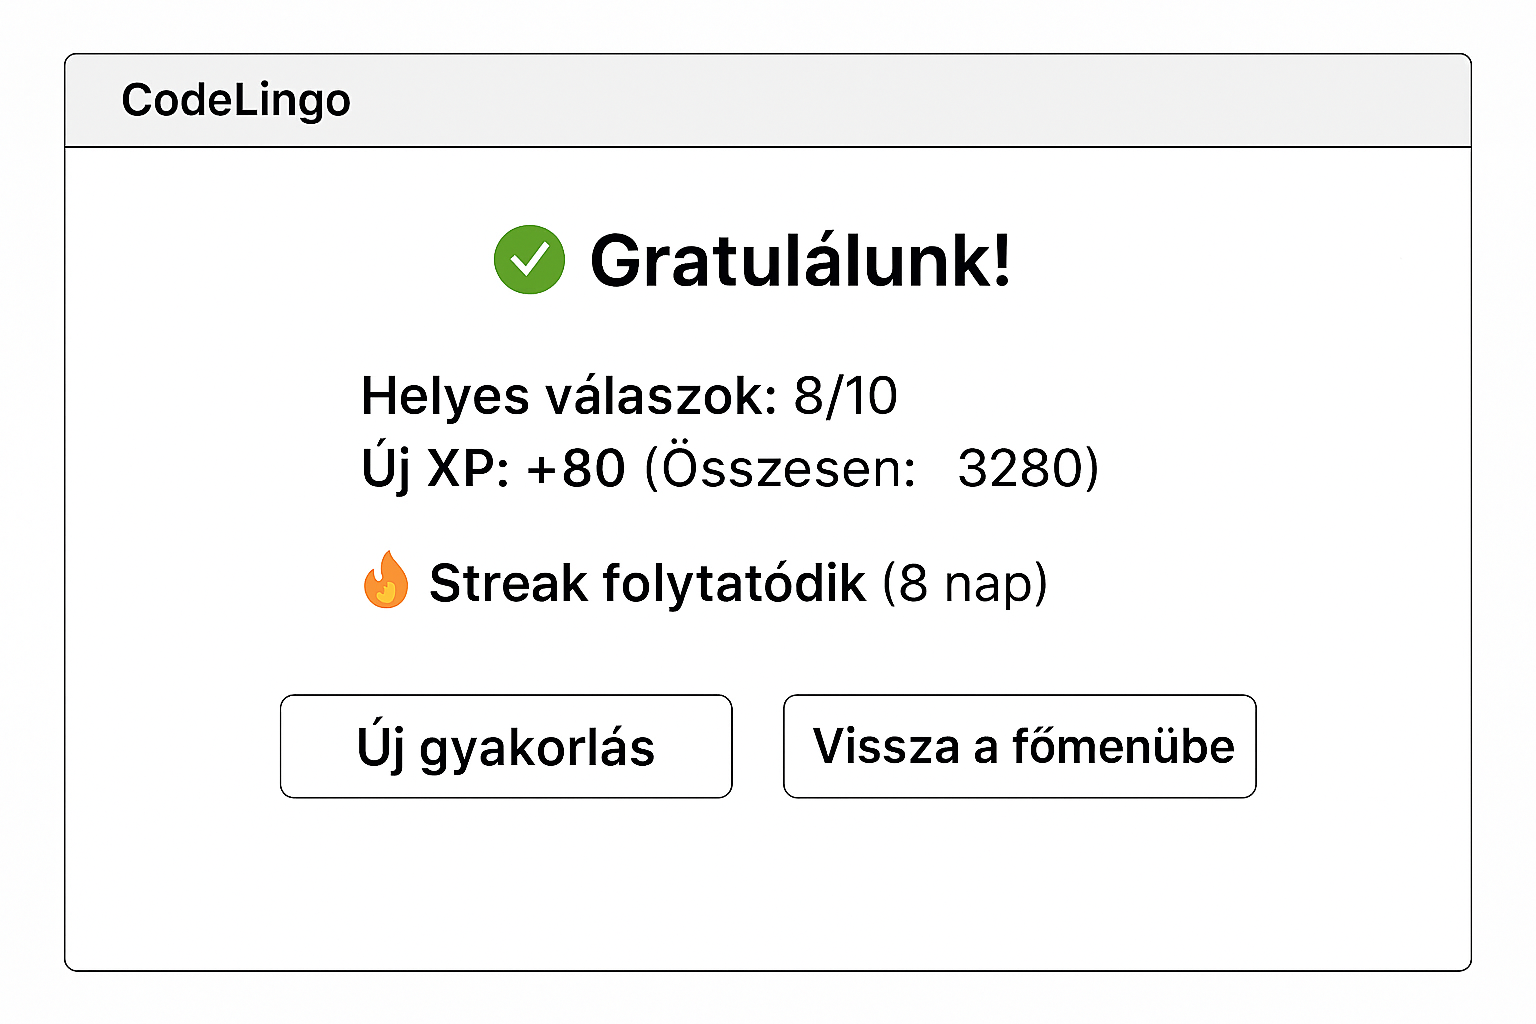 CodeLingo
Gratulálunk!
Helyes válaszok: 8/10
Új XP: +80 (Összesen: 3280)
Streak folytatódik (8 nap)
Új gyakorlás
Vissza a főmenübe